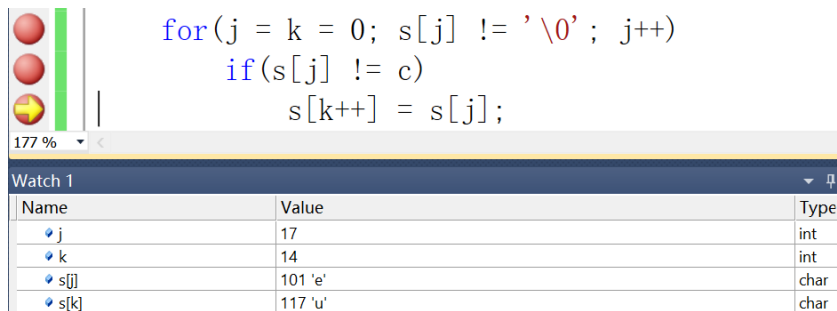 for(j = k = 0; s[j] != '\0'; j++)
if(s[j] != c)
s[k++] = s[j];
177 %
Watch 1
Name Value Type
j 17 int
k 14 int
s[j] 101 'e' char
s[k] 117 'u' char